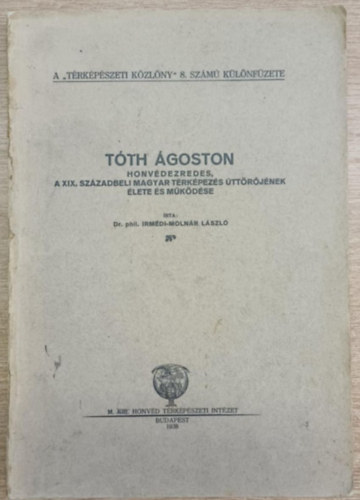 A „TÉRKÉPÉSZETI KÖZLÖNY“ 8. SZÁMÚ KÜLÖNFÜZETE
TÓTH ÁGOSTON
HONVÉDEZREDES,
A XIX. SZÁZADBELI MAGYAR TÉRKÉPEZÉS ÚTTÖRŐJÉNEK
ÉLETE ÉS MŰKÖDÉSE
IRTA:
Dr. phil. IRMÉDI-MOLNÁR LÁSZLÓ
M. KIR. HONVÉD TÉRKÉPÉSZETI INTÉZET
BUDAPEST